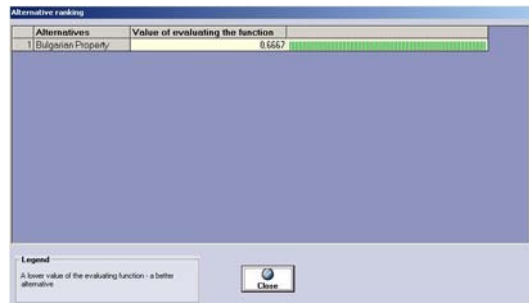 Alternative ranking
Alternatives Value of evaluating the function
1 Bulgarian Property 0.6667
Legend
A lower value of the evaluating function - a better
alternative
Close